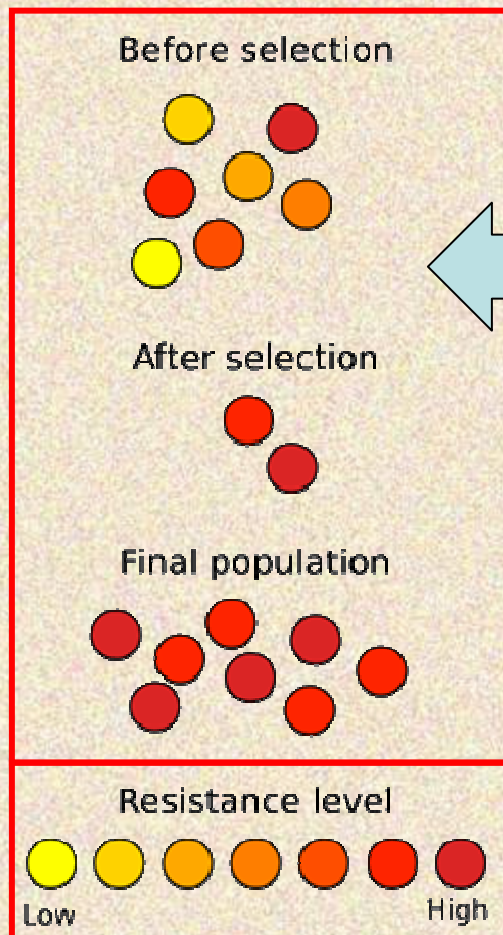 Before selection
After selection
Final population
Resistance level
Low High